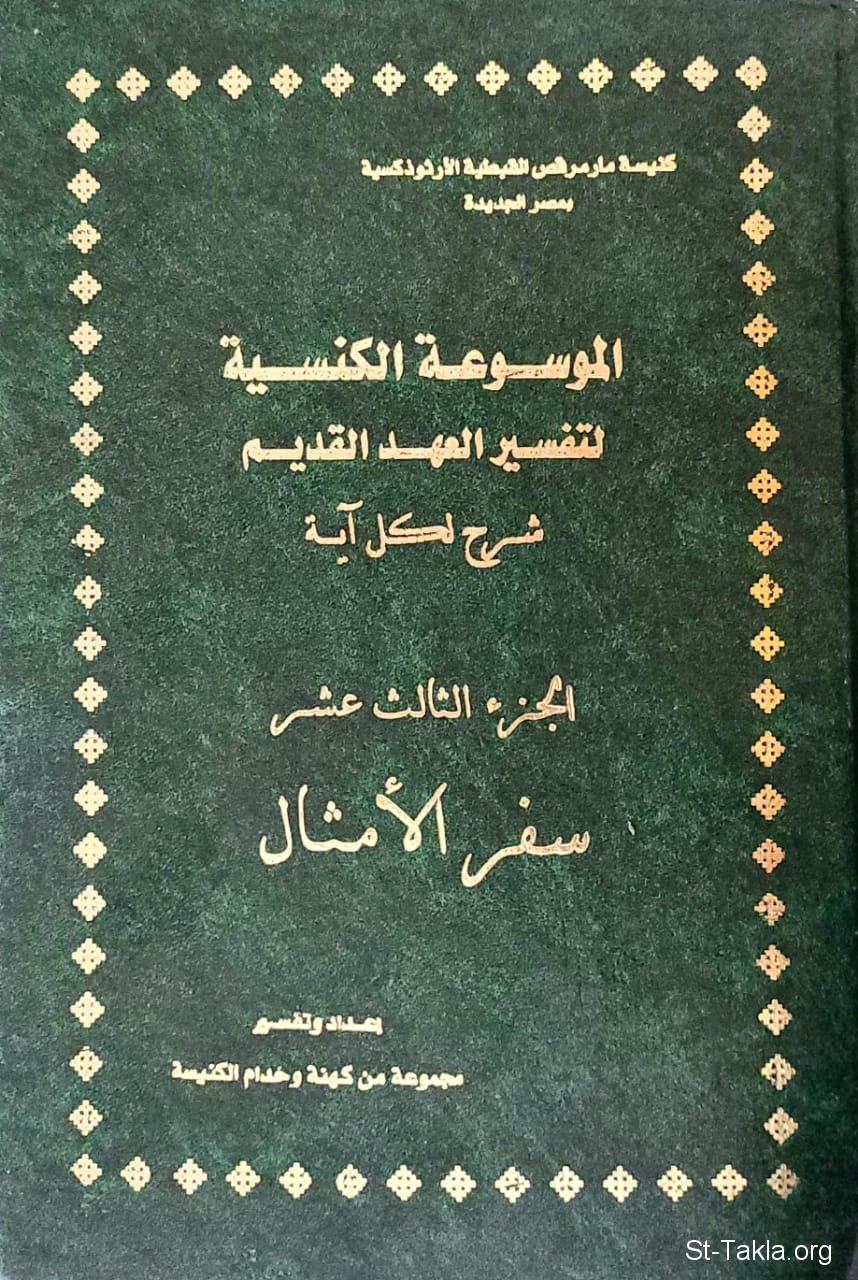 كنيسة مارمرقص القبطية الأرثوذكسية
بمصر الجديدة
الموسوعة الكنسية
لتفسير العهد القديم
شرح لكل آية
الجزء الثالث عشر
سفر الأمثال
إعداد وتفسير
مجموعة من كهنة وخدام الكنيسة
St-Takla.org